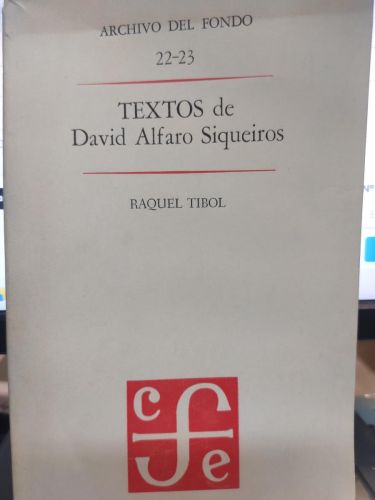 ARCHIVO DEL FONDO
22-23
TEXTOS de
David Alfaro Siqueiros
RAQUEL TIBOL
c f e